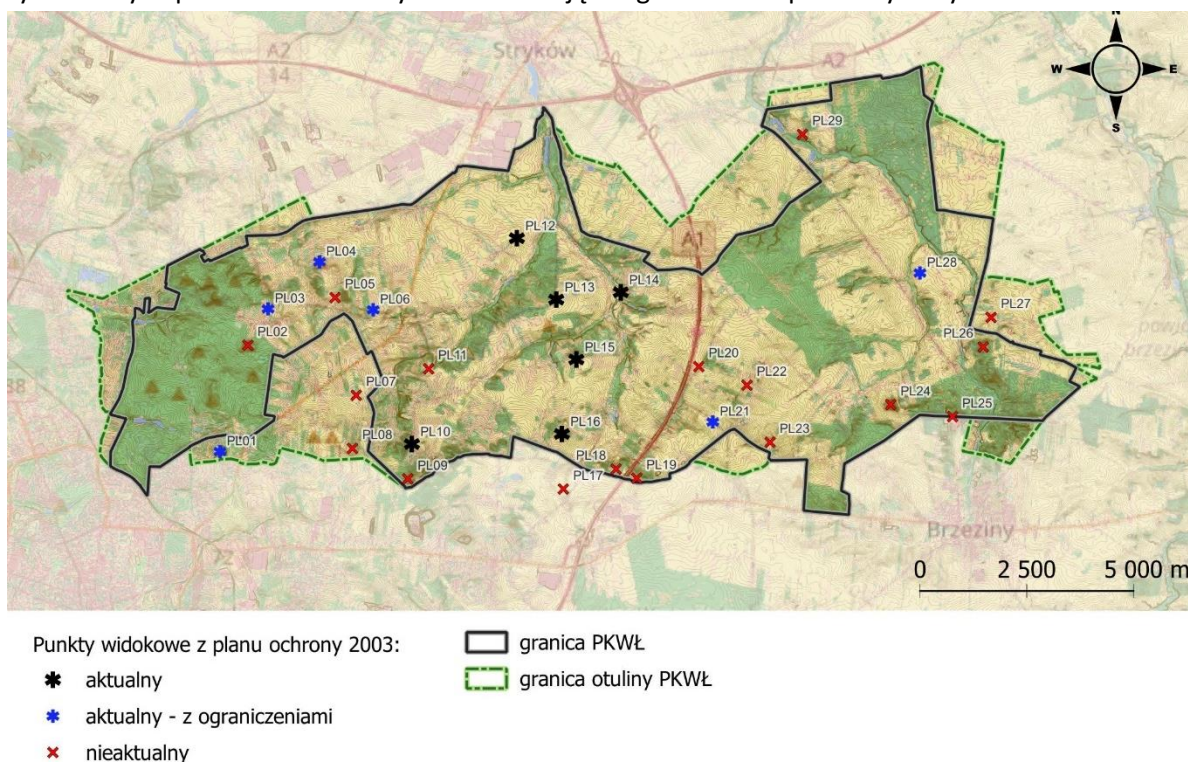 N
Stryków
A2
14
A2
W E
S
20
PL29
PL12
A1
PL04
PL28
PL03
PL05
PL06
PL13
PL14
PL27
PL02
PL26
PL15
PL11
PL20
PL22
PL07
PL24
PL25
PL01
PL21
PL16
PL08
PL10
PL23
PL18
PL09
PL17
PL19
Brzeziny
0 2 500 5 000 m
Punkty widokowe z planu ochrony 2003:
aktualny
aktualny - z ograniczeniami
nieaktualny
granica PKWŁ
granica otuliny PKWŁ